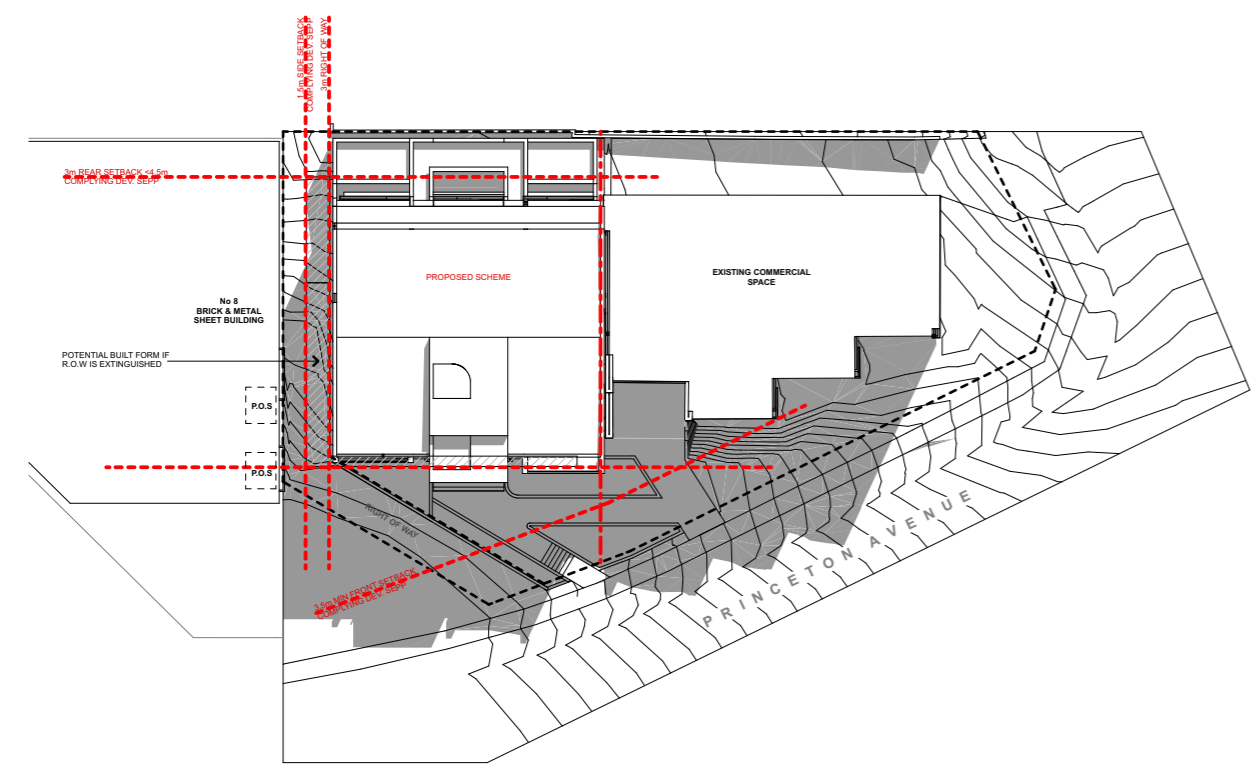 1.5m SIDE SETBACK
COMPLYING DEV. SEPP
3m RIGHT OF WAY
3m REAR SETBACK <4.5m
COMPLYING DEV. SEPP
PROPOSED SCHEME
EXISTING COMMERCIAL
SPACE
No 8
BRICK & METAL
SHEET BUILDING
POTENTIAL BUILT FORM IF
R.O.W IS EXTINGUISHED
P.O.S
P.O.S
RIGHT OF WAY
3.5m MIN FRONT SETBACK
COMPLYING DEV. SEPP
PRINCETON AVENUE